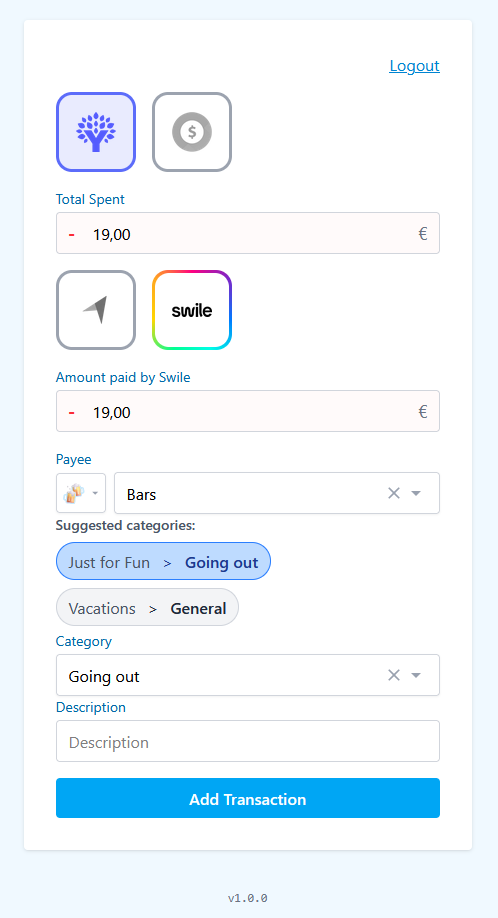 Logout
$
Total Spent
- 19,00 €
swile
Amount paid by Swile
- 19,00 €
Payee
Bars
Suggested categories:
Just for Fun > Going out
Vacations > General
Category
Going out
Description
Description
Add Transaction
v1.0.0